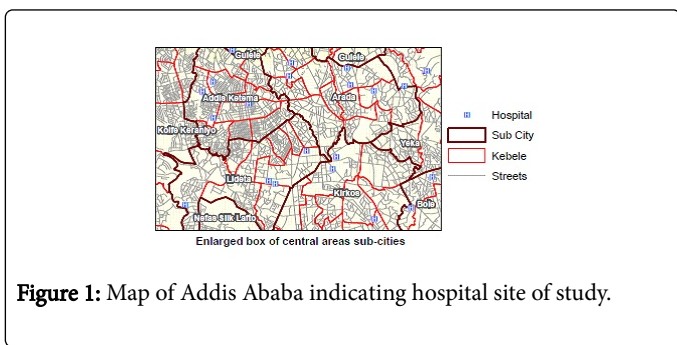 Gulele
Gulele
Addis Ketema
Arada
Kolfe Keraniyo
Yeka
Lideta
Kirkos
Bole
Nefas Silk Lafto
H Hospital
Sub City
Kebele
Streets
Enlarged box of central areas sub-cities
Figure 1: Map of Addis Ababa indicating hospital site of study.